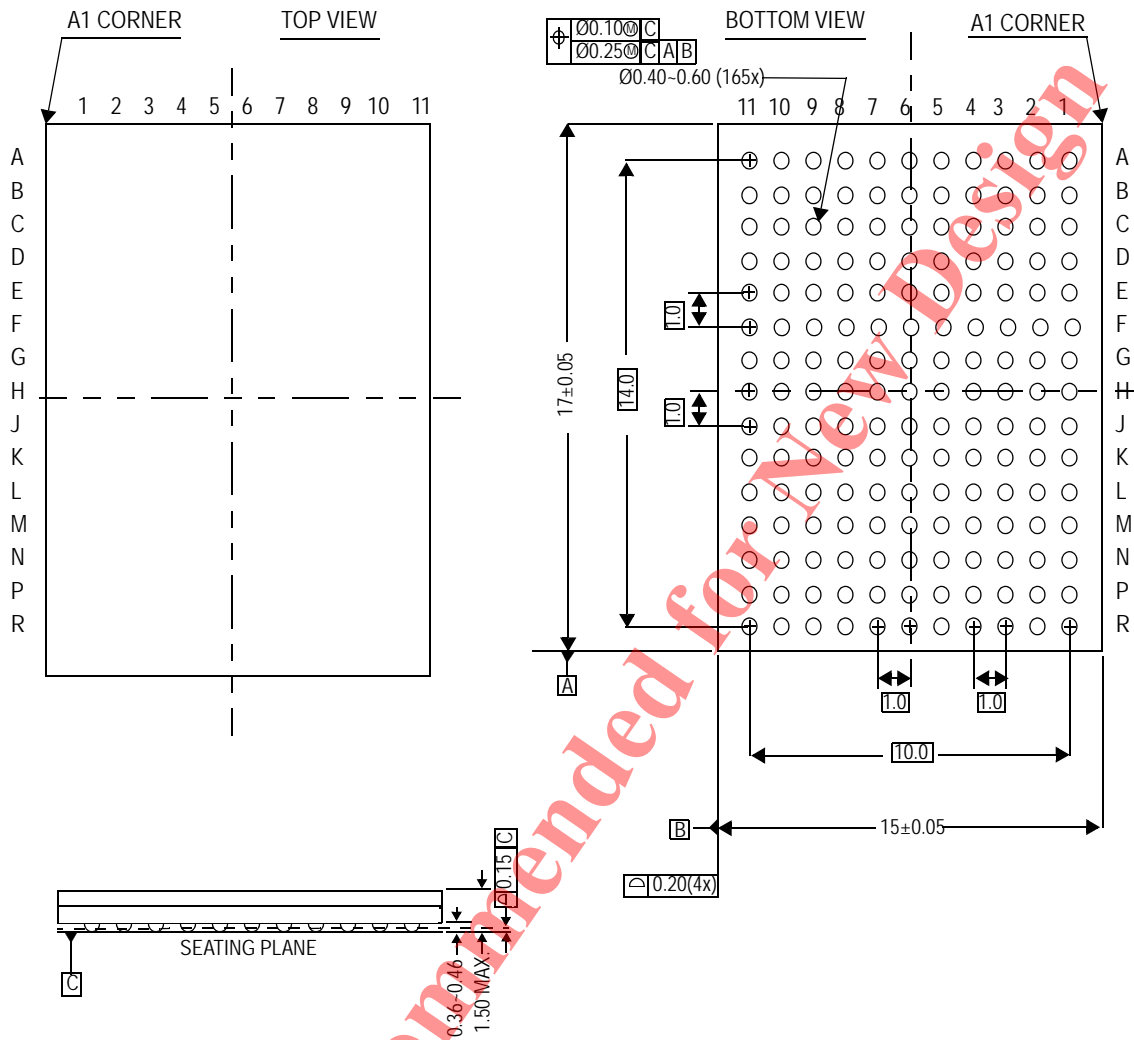 A1 CORNER
TOP VIEW
1 2 3 4 5 6 7 8 9 10 11
A
B
C
D
E
F
G
H
J
K
L
M
N
P
R
Ø0.10Ⓜ C
Ø0.25Ⓜ C A B
BOTTOM VIEW
A1 CORNER
Ø0.40~0.60 (165x)
11 10 9 8 7 6 5 4 3 2 1
A
B
C
D
E
F
G
H
J
K
L
M
N
P
R
17±0.05
14.0
1.0
1.0
A
1.0
1.0
10.0
B
15±0.05
0.20(4x)
0.15 C
SEATING PLANE
C
0.36~0.46
1.50 MAX.
ommended for New Design